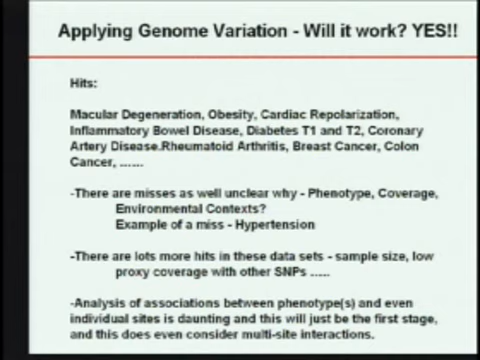 Applying Genome Variation - Will it work? YES!!
Hits:
Macular Degeneration, Obesity, Cardiac Repolarization,
Inflammatory Bowel Disease, Diabetes T1 and T2, Coronary
Artery Disease.Rheumatoid Arthritis, Breast Cancer, Colon
Cancer, ......
-There are misses as well unclear why - Phenotype, Coverage,
Environmental Contexts?
Example of a miss - Hypertension
-There are lots more hits in these data sets - sample size, low
proxy coverage with other SNPs .....
-Analysis of associations between phenotype(s) and even
individual sites is daunting and this will just be the first stage,
and this does even consider multi-site interactions.